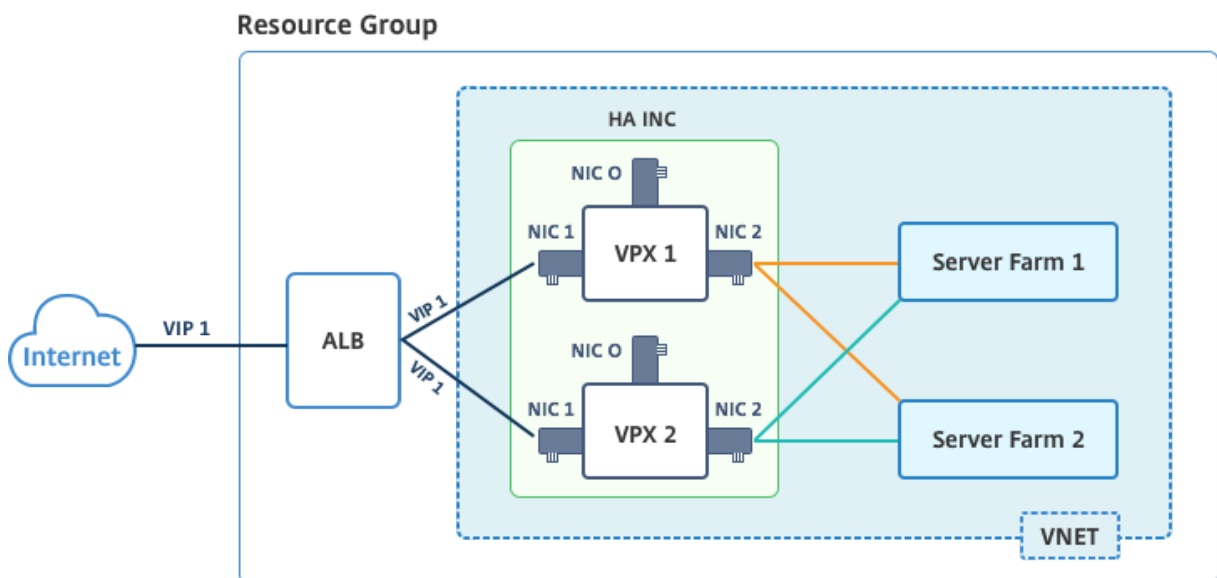 Resource Group
HA INC
NIC O
NIC 1
VPX 1
NIC 2
Server Farm 1
Internet
VIP 1
ALB
VIP 1
VIP 1
NIC O
NIC 1
VPX 2
NIC 2
Server Farm 2
VNET